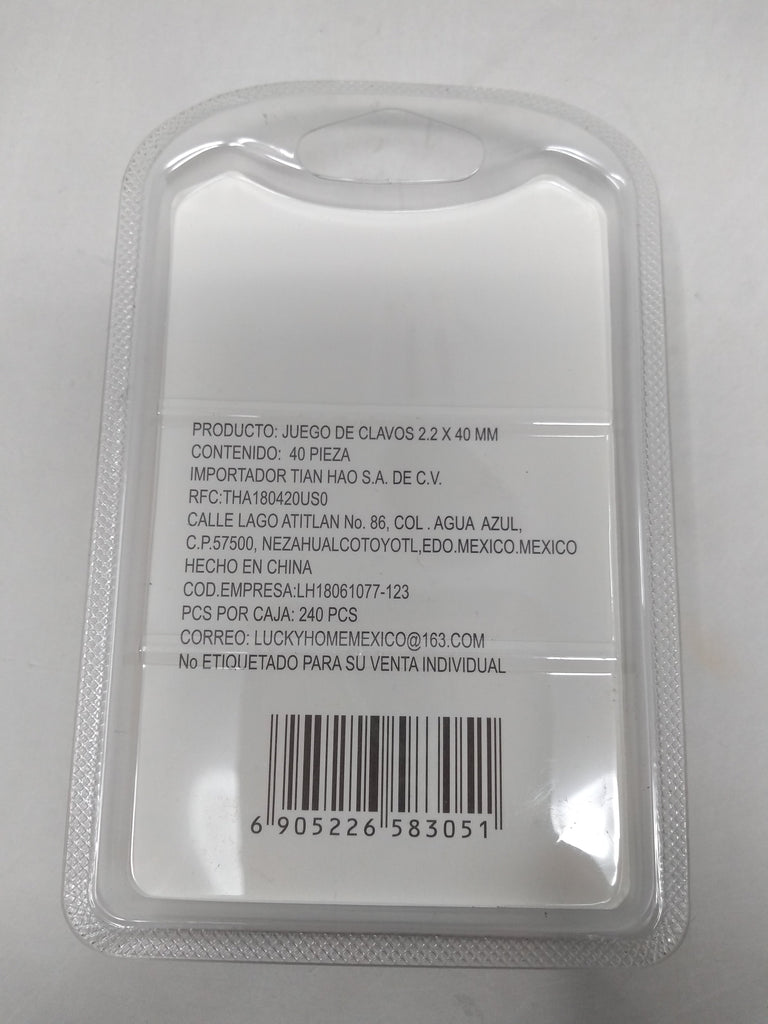 PRODUCTO: JUEGO DE CLAVOS 2.2 X 40 MM
CONTENIDO: 40 PIEZA
IMPORTADOR TIAN HAO S.A. DE C.V.
RFC:THA180420US0
CALLE LAGO ATITLAN No. 86, COL . AGUA AZUL,
C.P.57500, NEZAHUALCOTOYOTL,EDO.MEXICO.MEXICO
HECHO EN CHINA
COD.EMPRESA:LH18061077-123
PCS POR CAJA: 240 PCS
CORREO: LUCKYHOMEMEXICO@163.COM
No ETIQUETADO PARA SU VENTA INDIVIDUAL
6 905226 583051